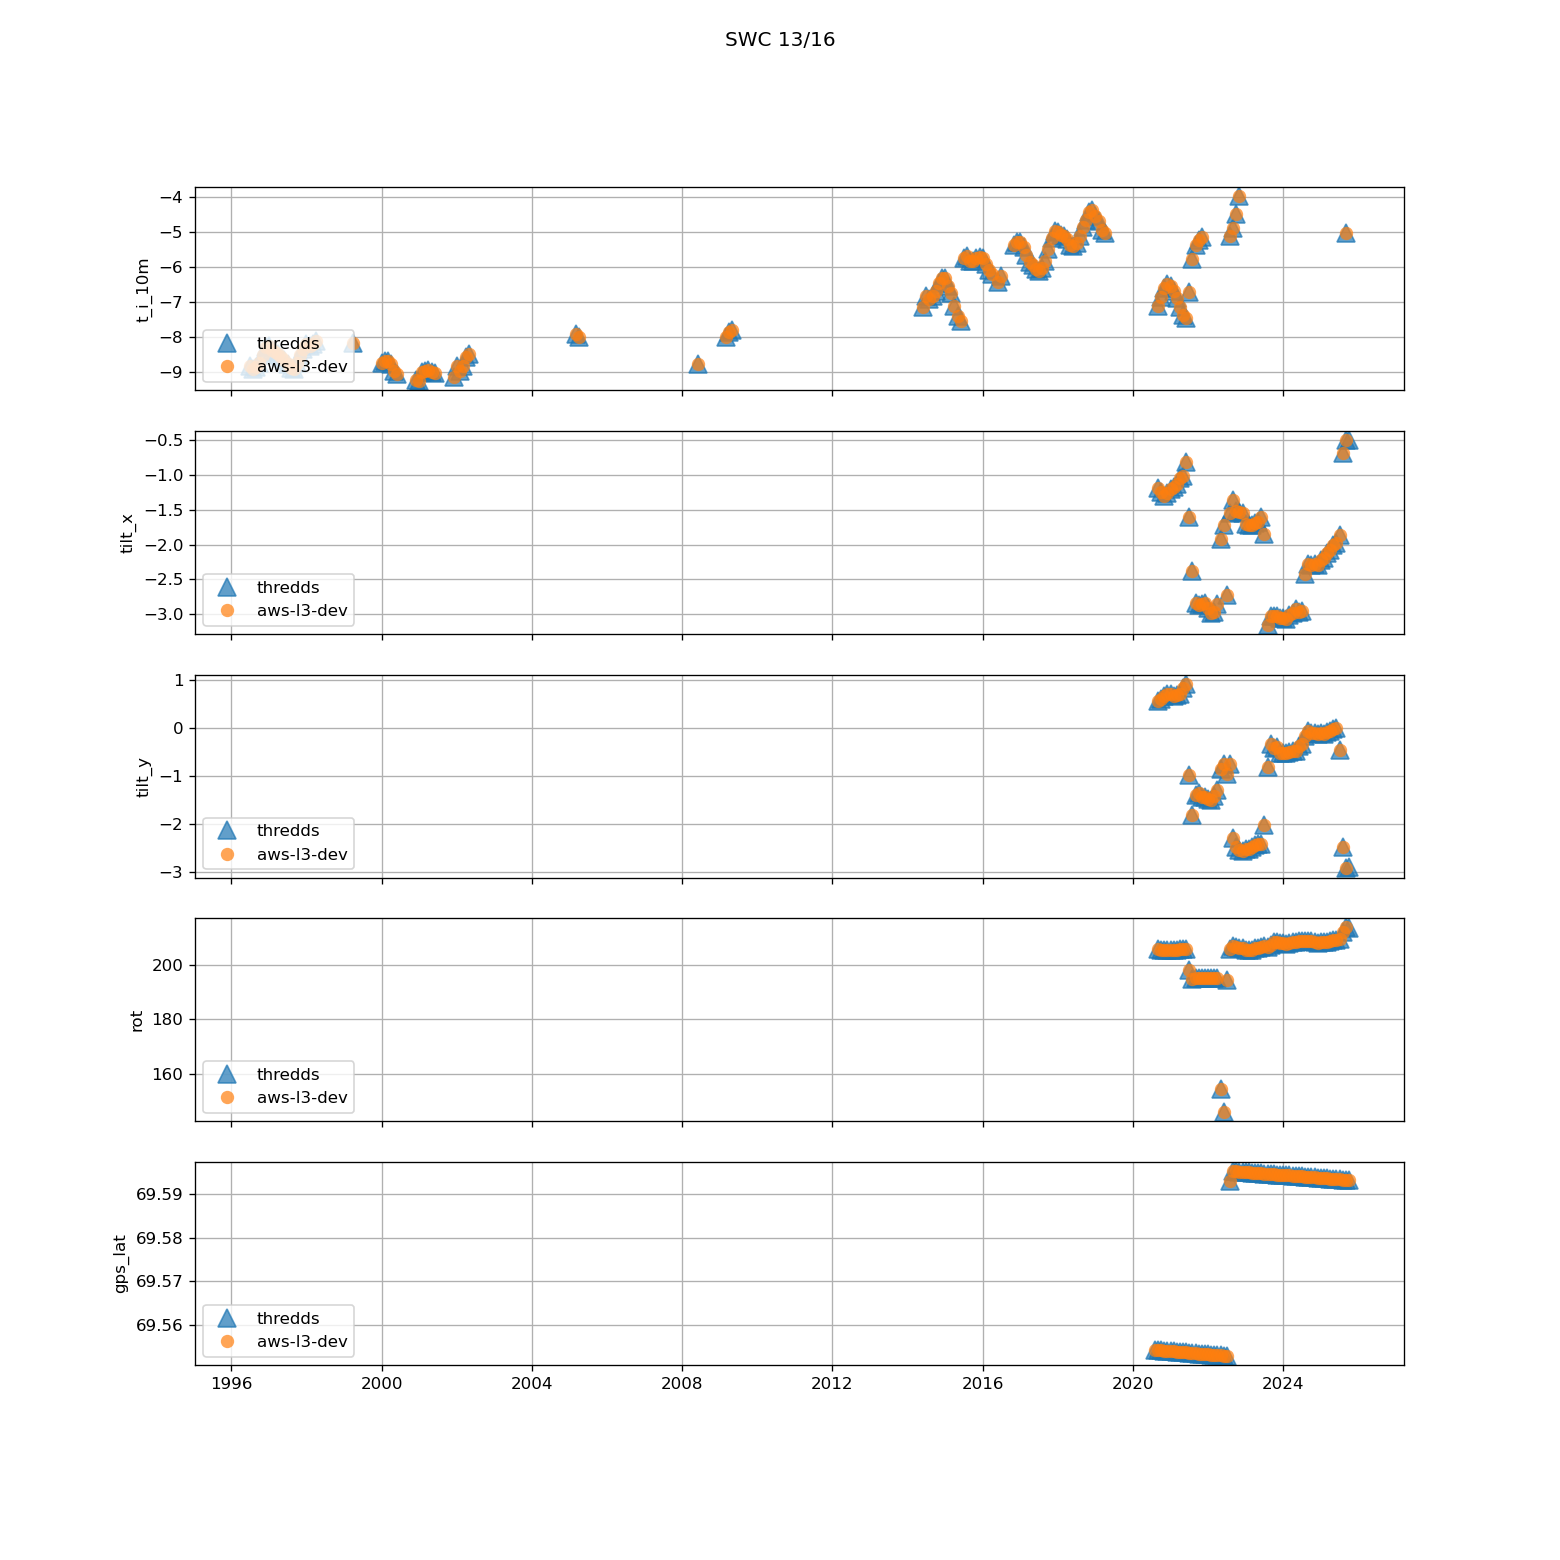 SWC 13/16
t_i_10m
−4
−5
−6
−7
−8
−9
thredds
aws-l3-dev
tilt_x
−0.5
−1.0
−1.5
−2.0
−2.5
−3.0
thredds
aws-l3-dev
tilt_y
1
0
−1
−2
−3
thredds
aws-l3-dev
rot
200
180
160
thredds
aws-l3-dev
gps_lat
69.59
69.58
69.57
69.56
thredds
aws-l3-dev
1996 2000 2004 2008 2012 2016 2020 2024